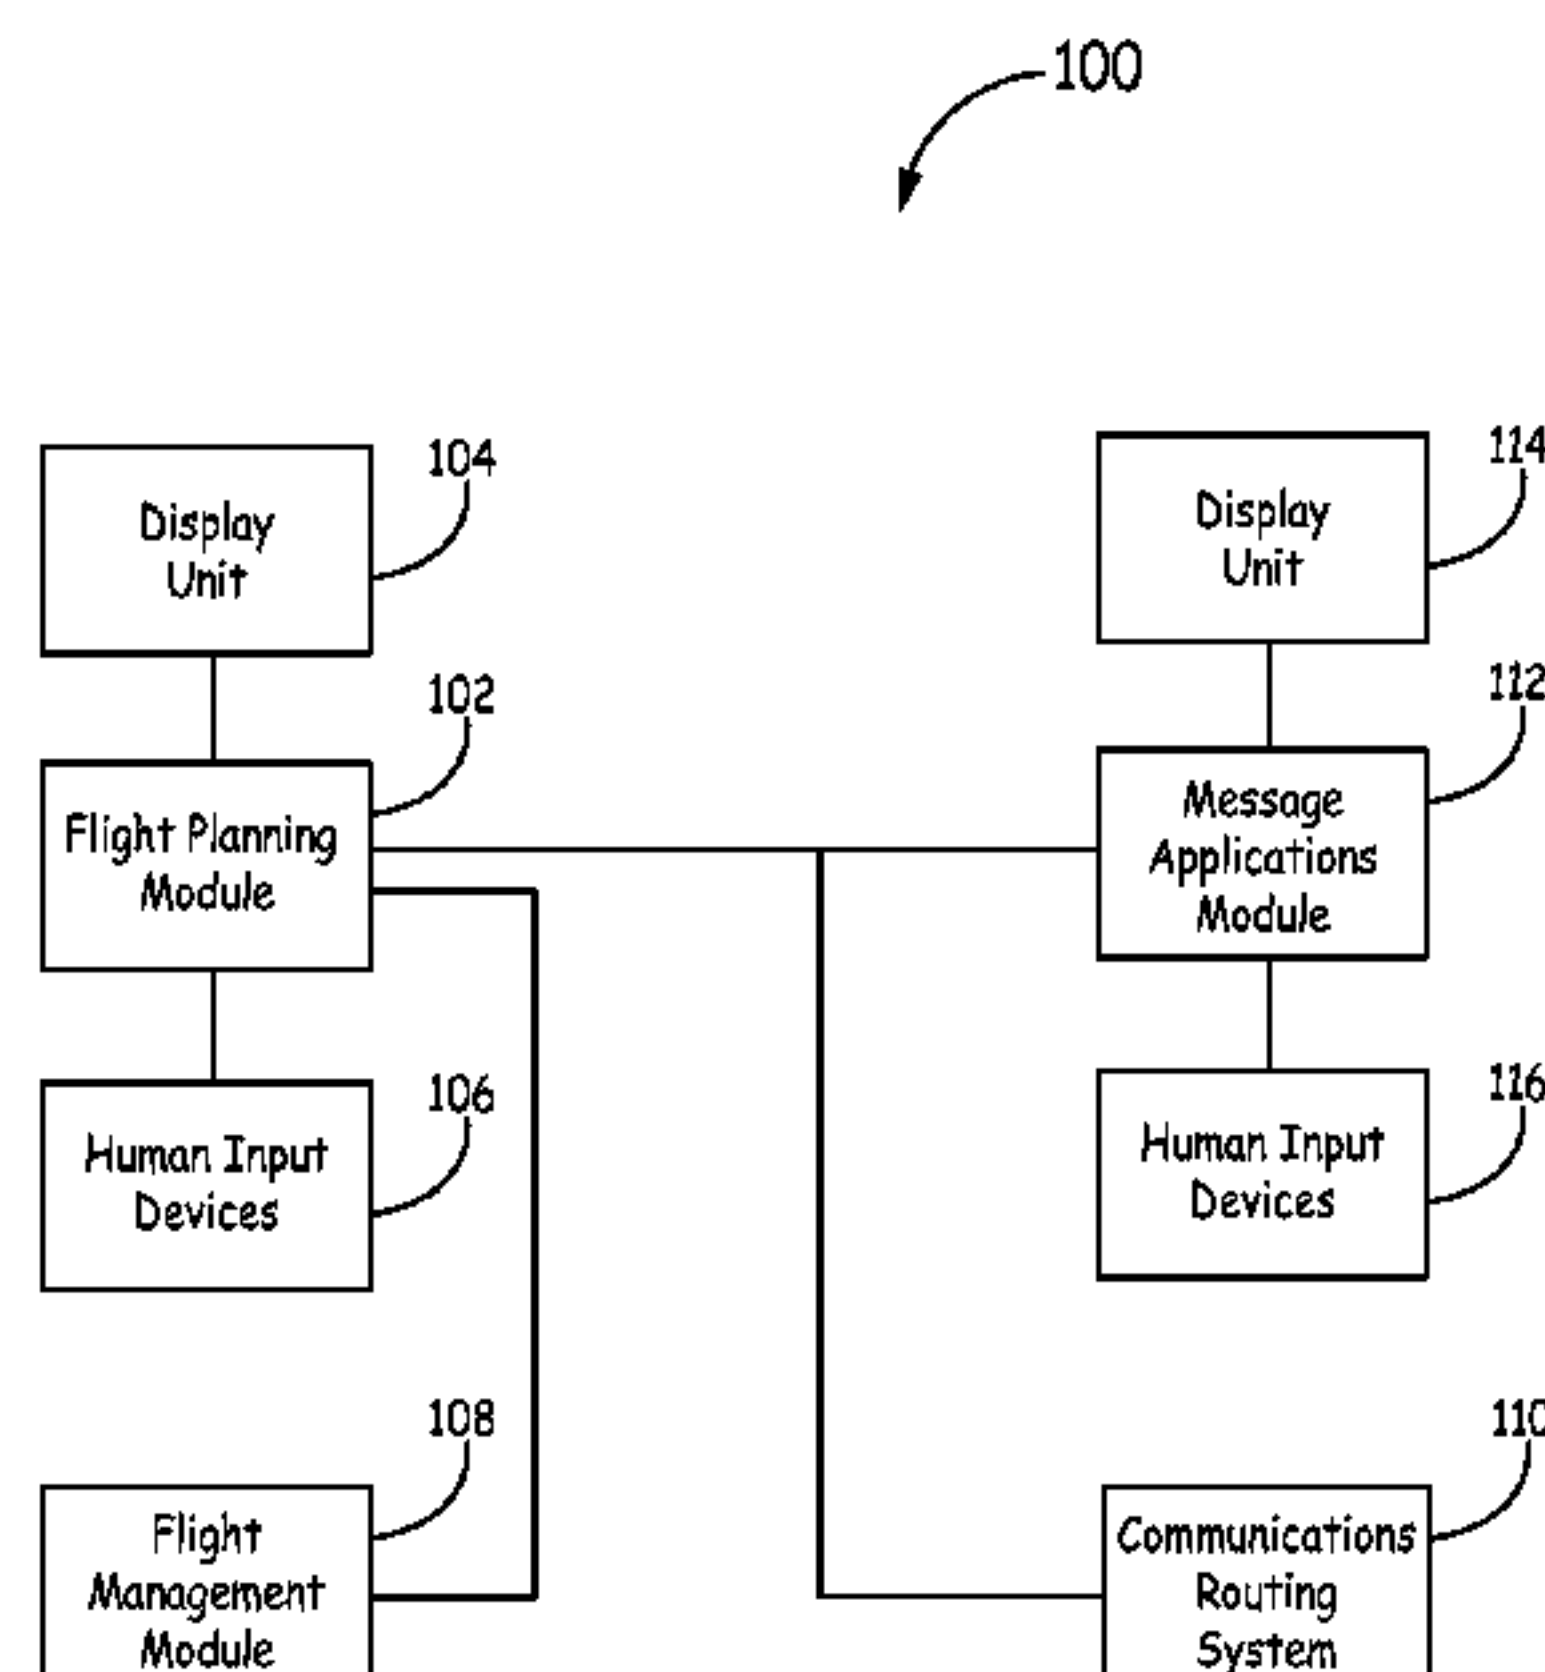 100
104
Display
Unit
102
Flight Planning
Module
106
Human Input
Devices
108
Flight
Management
Module
114
Display
Unit
112
Message
Applications
Module
116
Human Input
Devices
110
Communications
Routing
System